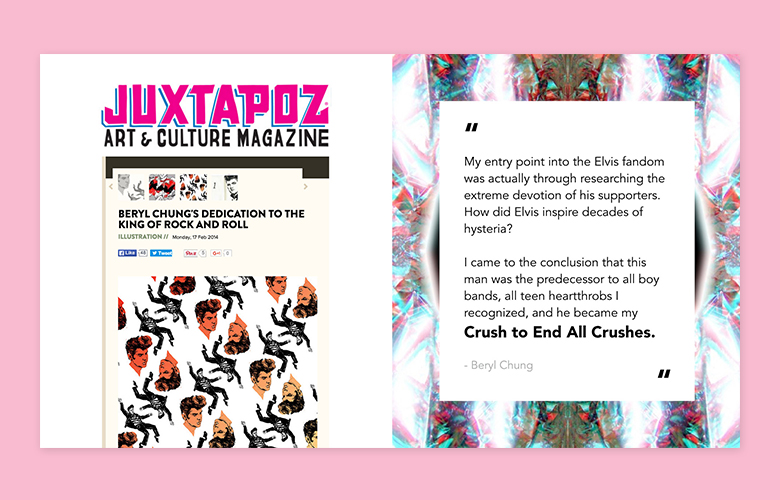 JUXTAPOZ
ART & CULTURE MAGAZINE
BERYL CHUNG'S DEDICATION TO THE
KING OF ROCK AND ROLL
ILLUSTRATION // Monday, 17 Feb 2014
Like 48 Tweet Pin it 5 +1 6
"
My entry point into the Elvis fandom
was actually through researching the
extreme devotion of his supporters.
How did Elvis inspire decades of
hysteria?
I came to the conclusion that this
man was the predecessor to all boy
bands, all teen heartthrobs I
recognized, and he became my
Crush to End All Crushes.
- Beryl Chung
"